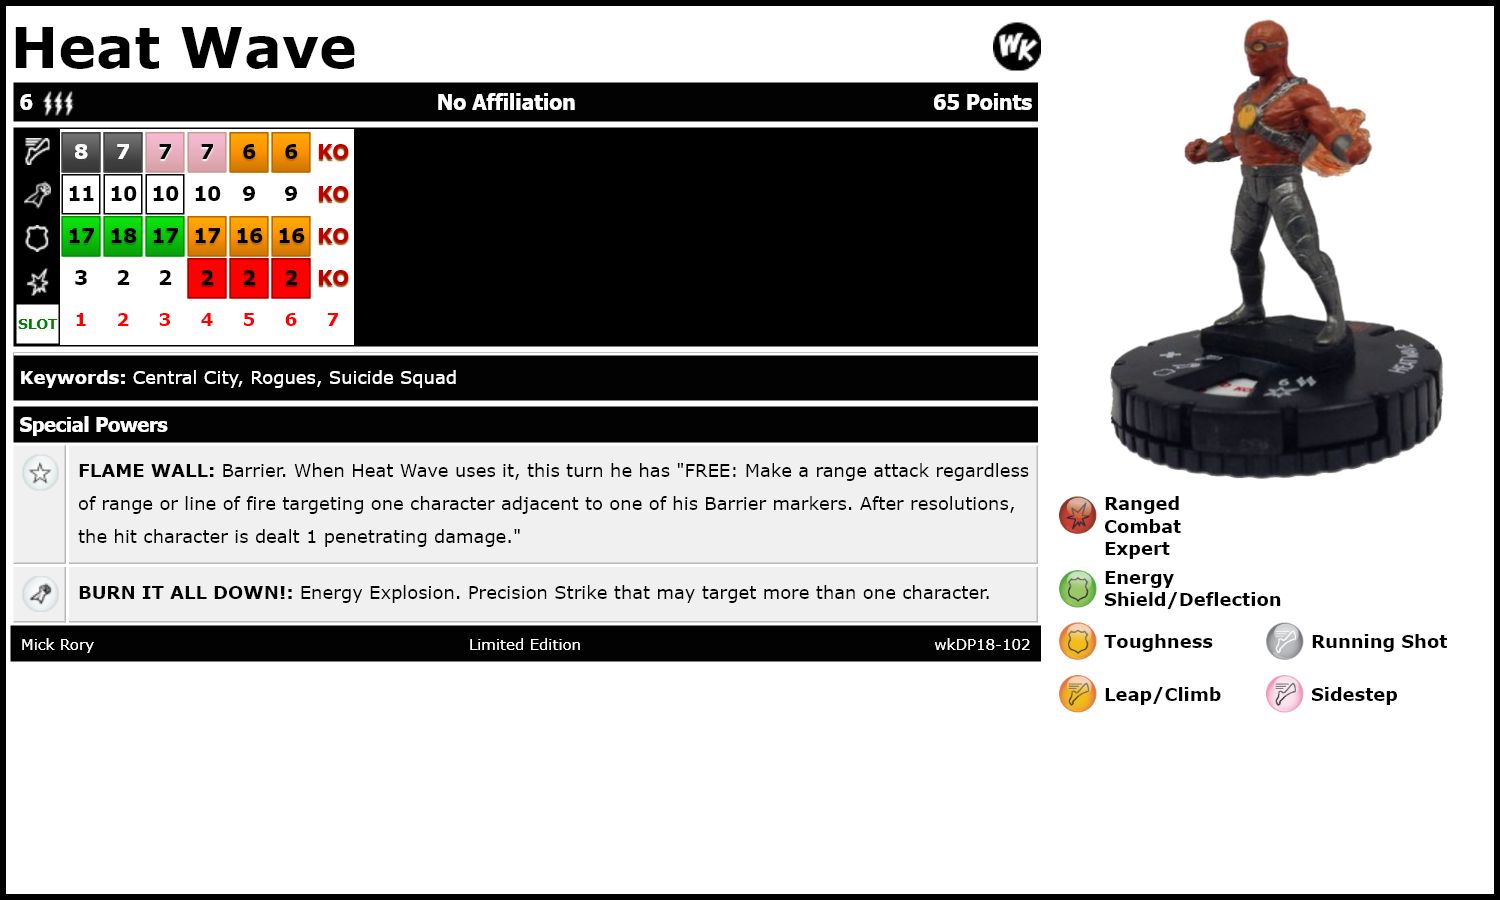 Heat Wave
WK
6 No Affiliation 65 Points
8 7 7 7 6 6 KO
11 10 10 10 9 9 KO
17 18 17 17 16 16 KO
3 2 2 2 2 2 KO
SLOT 1 2 3 4 5 6 7
Keywords: Central City, Rogues, Suicide Squad
Special Powers
FLAME WALL: Barrier. When Heat Wave uses it, this turn he has "FREE: Make a range attack regardless
of range or line of fire targeting one character adjacent to one of his Barrier markers. After resolutions,
the hit character is dealt 1 penetrating damage."
BURN IT ALL DOWN!: Energy Explosion. Precision Strike that may target more than one character.
Mick Rory Limited Edition wkDP18-102
HEAT WAVE
KO
6
Ranged
Combat
Expert
Energy
Shield/Deflection
Toughness Running Shot
Leap/Climb Sidestep